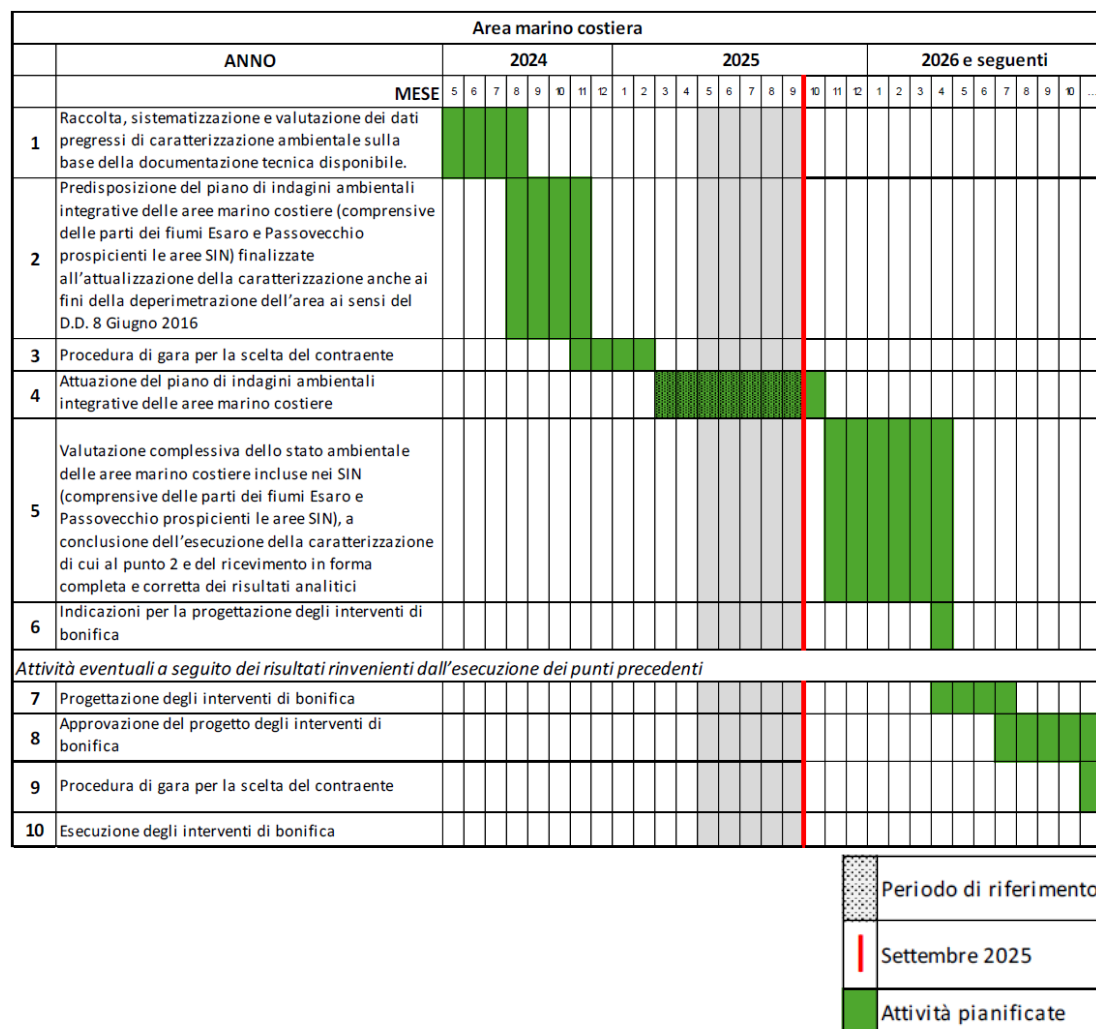 Area marino costiera
ANNO 2024 2025 2026 e seguenti
MESE 5 6 7 8 9 10 11 12 1 2 3 4 5 6 7 8 9 10 11 12 1 2 3 4 5 6 7 8 9 10 ...
1
Raccolta, sistematizzazione e valutazione dei dati
pregressi di caratterizzazione ambientale sulla
base della documentazione tecnica disponibile.
2
Predisposizione del piano di indagini ambientali
integrative delle aree marino costiere (comprensive
delle parti dei fiumi Esaro e Passovecchio
prospicienti le aree SIN) finalizzate
all'attualizzazione della caratterizzazione anche ai
fini della deperimetrazione dell'area ai sensi del
D.D. 8 Giugno 2016
3 Procedura di gara per la scelta del contraente
4
Attuazione del piano di indagini ambientali
integrative delle aree marino costiere
5
Valutazione complessiva dello stato ambientale
delle aree marino costiere incluse nei SIN
(comprensive delle parti dei fiumi Esaro e
Passovecchio prospicienti le aree SIN), a
conclusione dell'esecuzione della caratterizzazione
di cui al punto 2 e del ricevimento in forma
completa e corretta dei risultati analitici
6
Indicazioni per la progettazione degli interventi di
bonifica
Attività eventuali a seguito dei risultati rinvenienti dall'esecuzione dei punti precedenti
7 Progettazione degli interventi di bonifica
8
Approvazione del progetto degli interventi di
bonifica
9 Procedura di gara per la scelta del contraente
10 Esecuzione degli interventi di bonifica
Periodo di riferimento
Settembre 2025
Attività pianificate